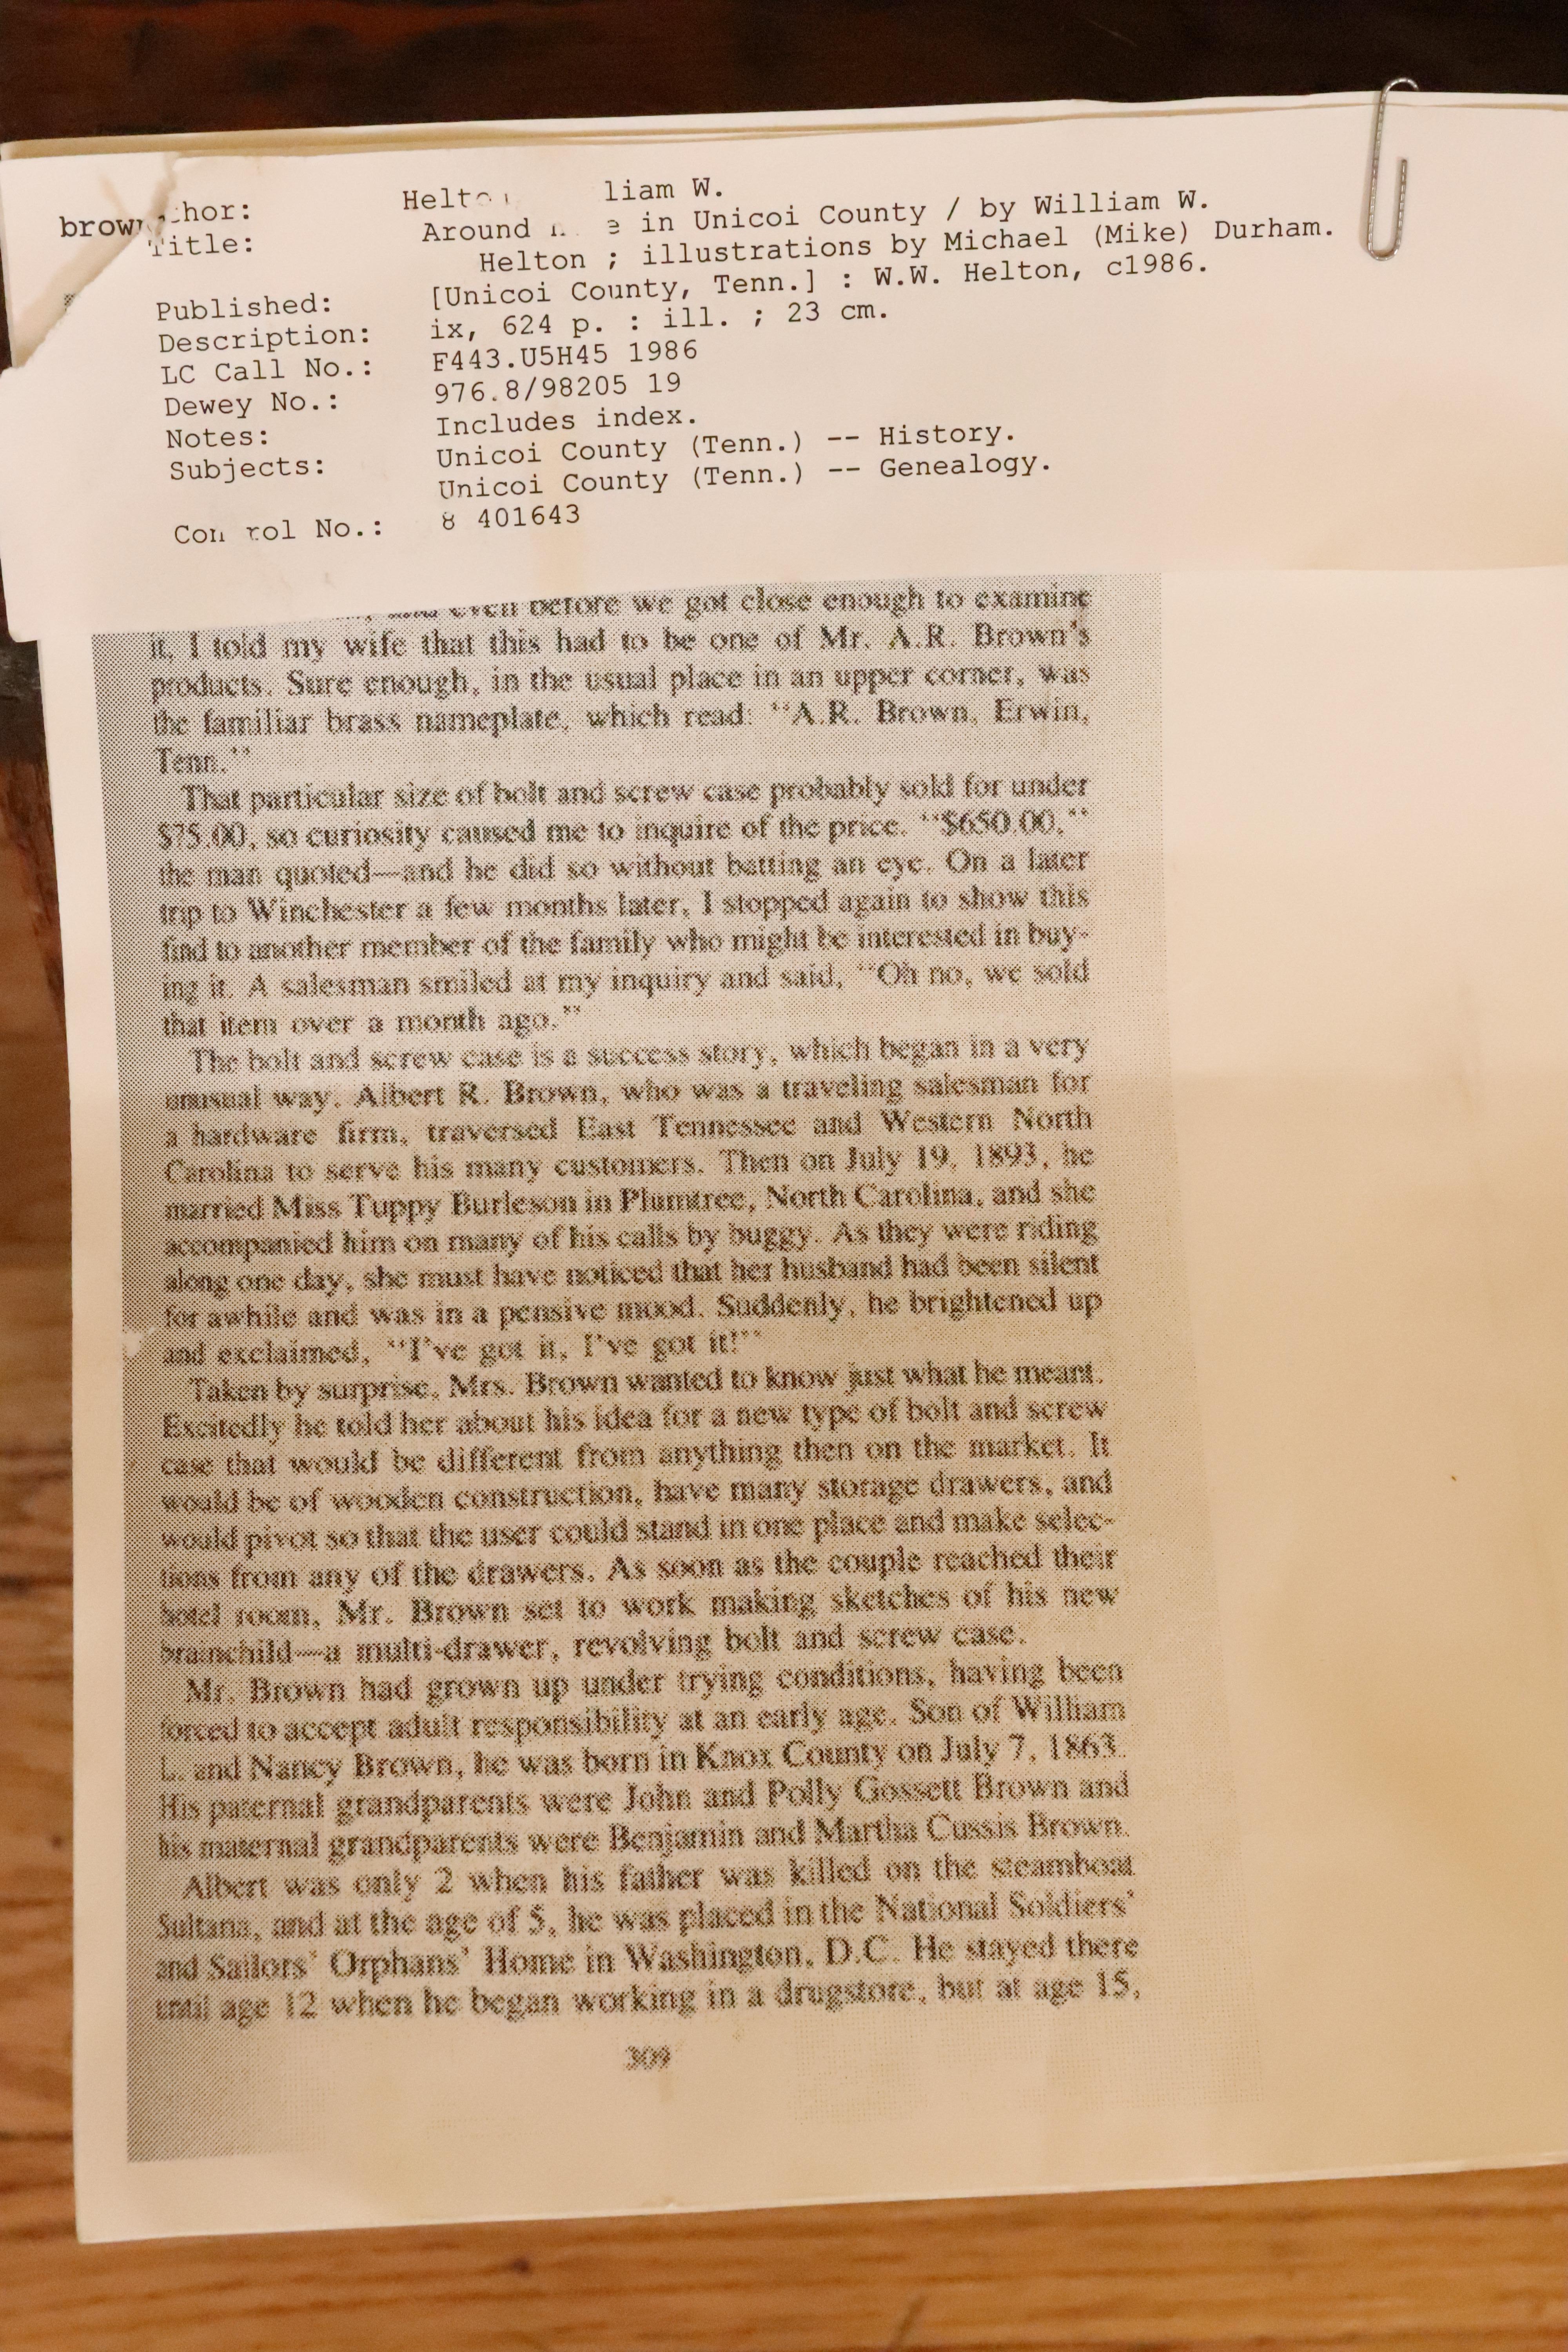 brown
thor:
Helton
liam W.
Title:
Around
e in Unicoi County / by William W.
Helton ; illustrations by Michael (Mike) Durham.
Published:
[Unicoi County, Tenn.] : W.W. Helton, c1986.
Description:
ix, 624 p. : ill. ; 23 cm.
LC Call No.:
F443.U5H45 1986
Dewey No.:
976.8/98205 19
Notes:
Includes index.
Subjects:
Unicoi County (Tenn.) -- History.
Unicoi County (Tenn.) -- Genealogy.
Con rol No.:
8 401643
even before we got close enough to examine
it, I told my wife that this had to be one of Mr. A.R. Brown's
products. Sure enough, in the usual place in an upper corner, was
the familiar brass nameplate, which read: "A.R. Brown, Erwin,
Tenn."
That particular size of bolt and screw case probably sold for under
$75.00, so curiosity caused me to inquire of the price. "$650.00,"
the man quoted—and he did so without batting an eye. On a later
trip to Winchester a few months later, I stopped again to show this
find to another member of the family who might be interested in buy-
ing it. A salesman smiled at my inquiry and said, "Oh no, we sold
that item over a month ago."
The bolt and screw case is a success story, which began in a very
unusual way. Albert R. Brown, who was a traveling salesman for
a hardware firm, traversed East Tennessee and Western North
Carolina to serve his many customers. Then on July 19, 1893, he
married Miss Tuppy Burleson in Plumtree, North Carolina, and she
accompanied him on many of his calls by buggy. As they were riding
along one day, she must have noticed that her husband had been silent
for awhile and was in a pensive mood. Suddenly, he brightened up
and exclaimed, "I've got it, I've got it!"
Taken by surprise, Mrs. Brown wanted to know just what he meant.
Excitedly he told her about his idea for a new type of bolt and screw
case that would be different from anything then on the market. It
would be of wooden construction, have many storage drawers, and
would pivot so that the user could stand in one place and make selec-
tions from any of the drawers. As soon as the couple reached their
hotel room, Mr. Brown set to work making sketches of his new
brainchild—a multi-drawer, revolving bolt and screw case.
Mr. Brown had grown up under trying conditions, having been
forced to accept adult responsibility at an early age. Son of William
L. and Nancy Brown, he was born in Knox County on July 7, 1863.
His paternal grandparents were John and Polly Gossett Brown and
his maternal grandparents were Benjamin and Martha Cussis Brown.
Albert was only 2 when his father was killed on the steamboat
Sultana, and at the age of 5, he was placed in the National Soldiers'
and Sailors' Orphans' Home in Washington, D.C. He stayed there
until age 12 when he began working in a drugstore, but at age 15,
309